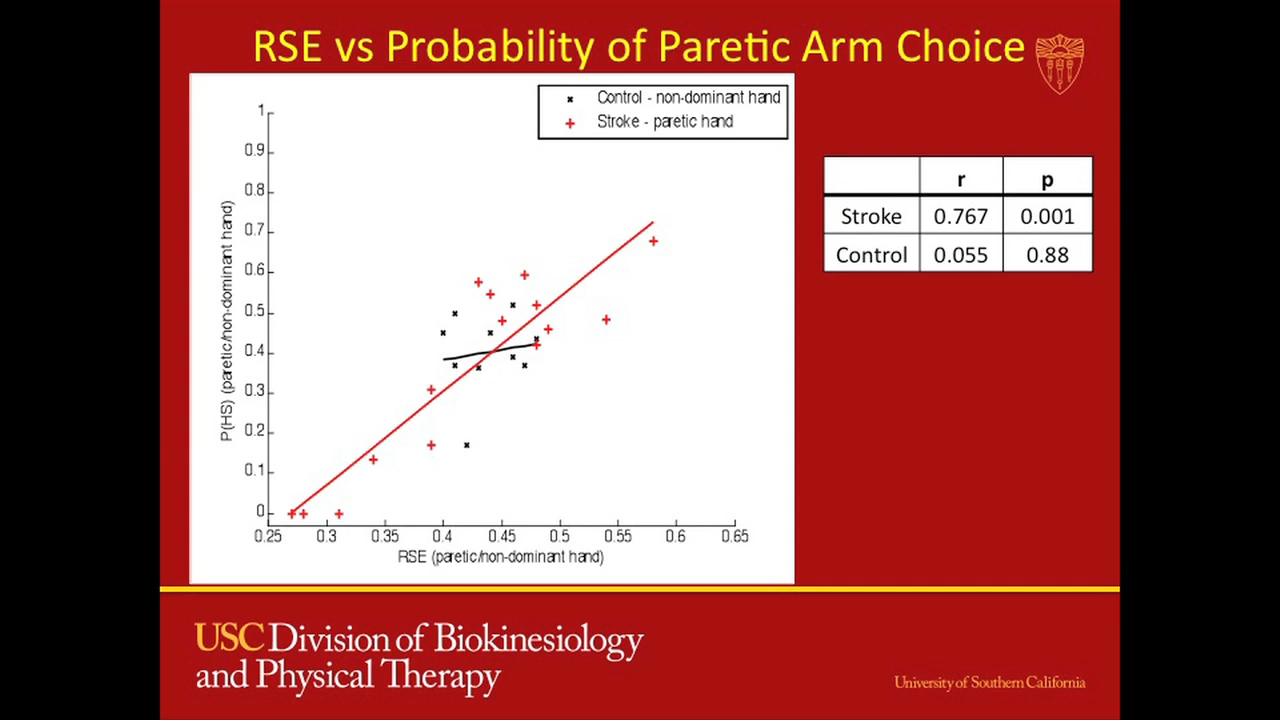 RSE vs Probability of Paretic Arm Choice
Control - non-dominant hand
Stroke - paretic hand
1
0.9
0.8
0.7
0.6
0.5
0.4
0.3
0.2
0.1
0
P(HS) (paretic/non-dominant hand)
0.25 0.3 0.35 0.4 0.45 0.5 0.55 0.6 0.65
RSE (paretic/non-dominant hand)
r p
Stroke 0.767 0.001
Control 0.055 0.88
USC Division of Biokinesiology
and Physical Therapy
University of Southern California